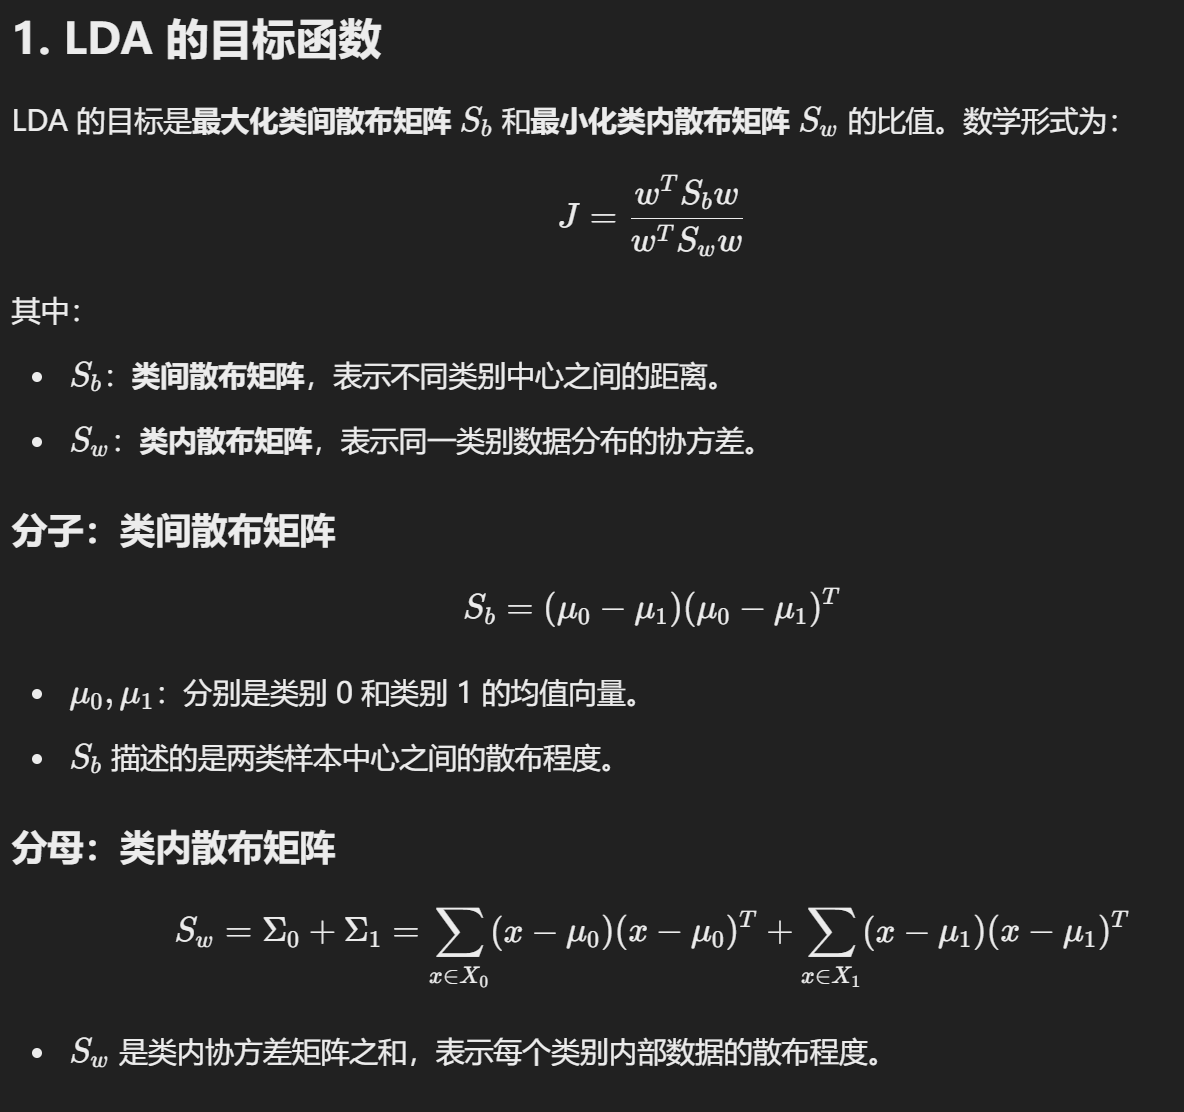 1. LDA 的目标函数
LDA 的目标是最大化类间散布矩阵 $S_b$ 和最小化类内散布矩阵 $S_w$ 的比值。数学形式为：
$J = \frac{w^T S_b w}{w^T S_w w}$
其中：
• $S_b$：类间散布矩阵，表示不同类别中心之间的距离。
• $S_w$：类内散布矩阵，表示同一类别数据分布的协方差。
分子：类间散布矩阵
$S_b = (\mu_0 - \mu_1)(\mu_0 - \mu_1)^T$
• $\mu_0, \mu_1$：分别是类别 0 和类别 1 的均值向量。
• $S_b$ 描述的是两类样本中心之间的散布程度。
分母：类内散布矩阵
$S_w = \Sigma_0 + \Sigma_1 = \sum_{x \in X_0} (x - \mu_0)(x - \mu_0)^T + \sum_{x \in X_1} (x - \mu_1)(x - \mu_1)^T$
• $S_w$ 是类内协方差矩阵之和，表示每个类别内部数据的散布程度。